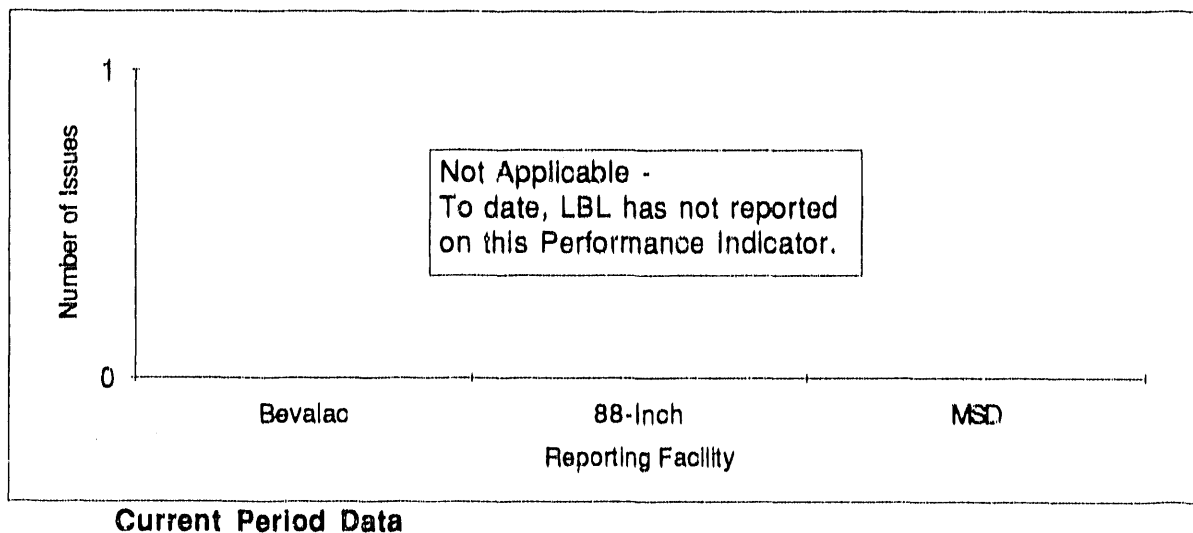 1
Number of Issues
Not Applicable -
To date, LBL has not reported
on this Performance Indicator.
0
Bevalac 88-Inch MSD
Reporting Facility
Current Period Data